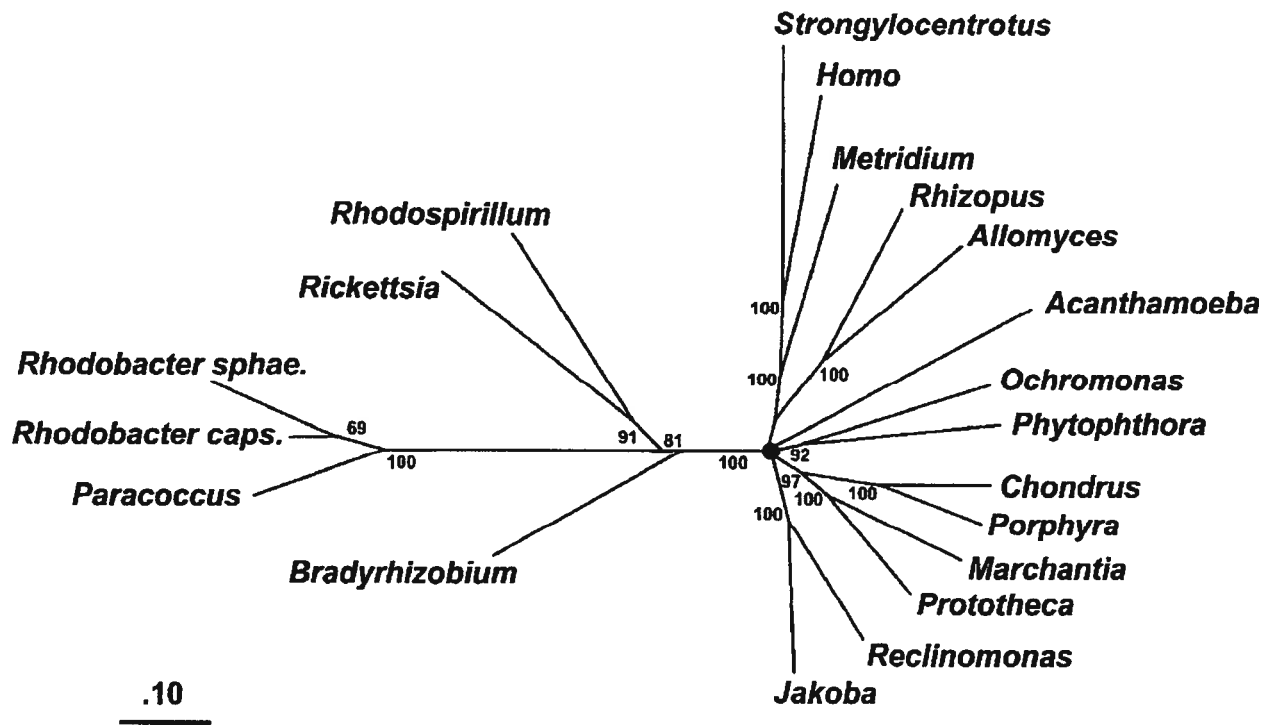 Strongylocentrotus
Homo
Metridium
Rhizopus
Rhodospirillum
Allomyces
Rickettsia
Acanthamoeba
100
Rhodobacter sphae.
100
100
Ochromonas
Rhodobacter caps.
69
Phytophthora
91
81
100
100
92
Paracoccus
97
100
100
Chondrus
100
Porphyra
Bradyrhizobium
Marchantia
Prototheca
Reclinomonas
Jakoba
.10